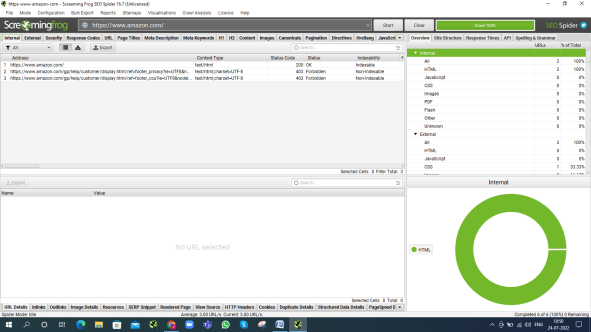 https-www-amazon--com - Screaming Frog SEO Spider 16.7 (Unlicensed)
File Mode Configuration Bulk Export Reports Sitemaps Visualisations Crawl Analysis Licence Help
Screamingfrog https://www.amazon.com/ Start Clear Crawl 100% SEO Spider
Internal External Security Response Codes URL Page Titles Meta Description Meta Keywords H1 H2 Content Images Canonicals Pagination Directives Hreflang JavaScri
All Export Search...
Address Content Type Status Code Status Indexability
1 https://www.amazon.com/ text/html 200 OK Indexable
2 https://www.amazon.com/gp/help/customer/display.html/ref=footer_privacy?ie=UTF8&n... text/html;charset=UTF-8 403 Forbidden Non-Indexable
3 https://www.amazon.com/gp/help/customer/display.html/ref=footer_cou?ie=UTF8&nodeI... text/html;charset=UTF-8 403 Forbidden Non-Indexable
Selected Cells: 0 Filter Total: 3
Export Search...
Name Value
No URL selected
Selected Cells: 0 Total: 0
URL Details Inlinks Outlinks Image Details Resources SERP Snippet Rendered Page View Source HTTP Headers Cookies Duplicate Details Structured Data Details PageSpeed D
Overview Site Structure Response Times API Spelling & Grammar
URLs % of Total
Internal
All 3 100%
HTML 3 100%
JavaScript 0 0%
CSS 0 0%
Images 0 0%
PDF 0 0%
Flash 0 0%
Other 0 0%
Unknown 0 0%
External
All 3 100%
HTML 0 0%
JavaScript 0 0%
CSS 1 33.33%
Internal
HTML
Spider Mode: Idle Average: 3.00 URL/s. Current: 3.00 URL/s. Completed 6 of 6 (100%) 0 Remaining
ENG 10:50
24-07-2022